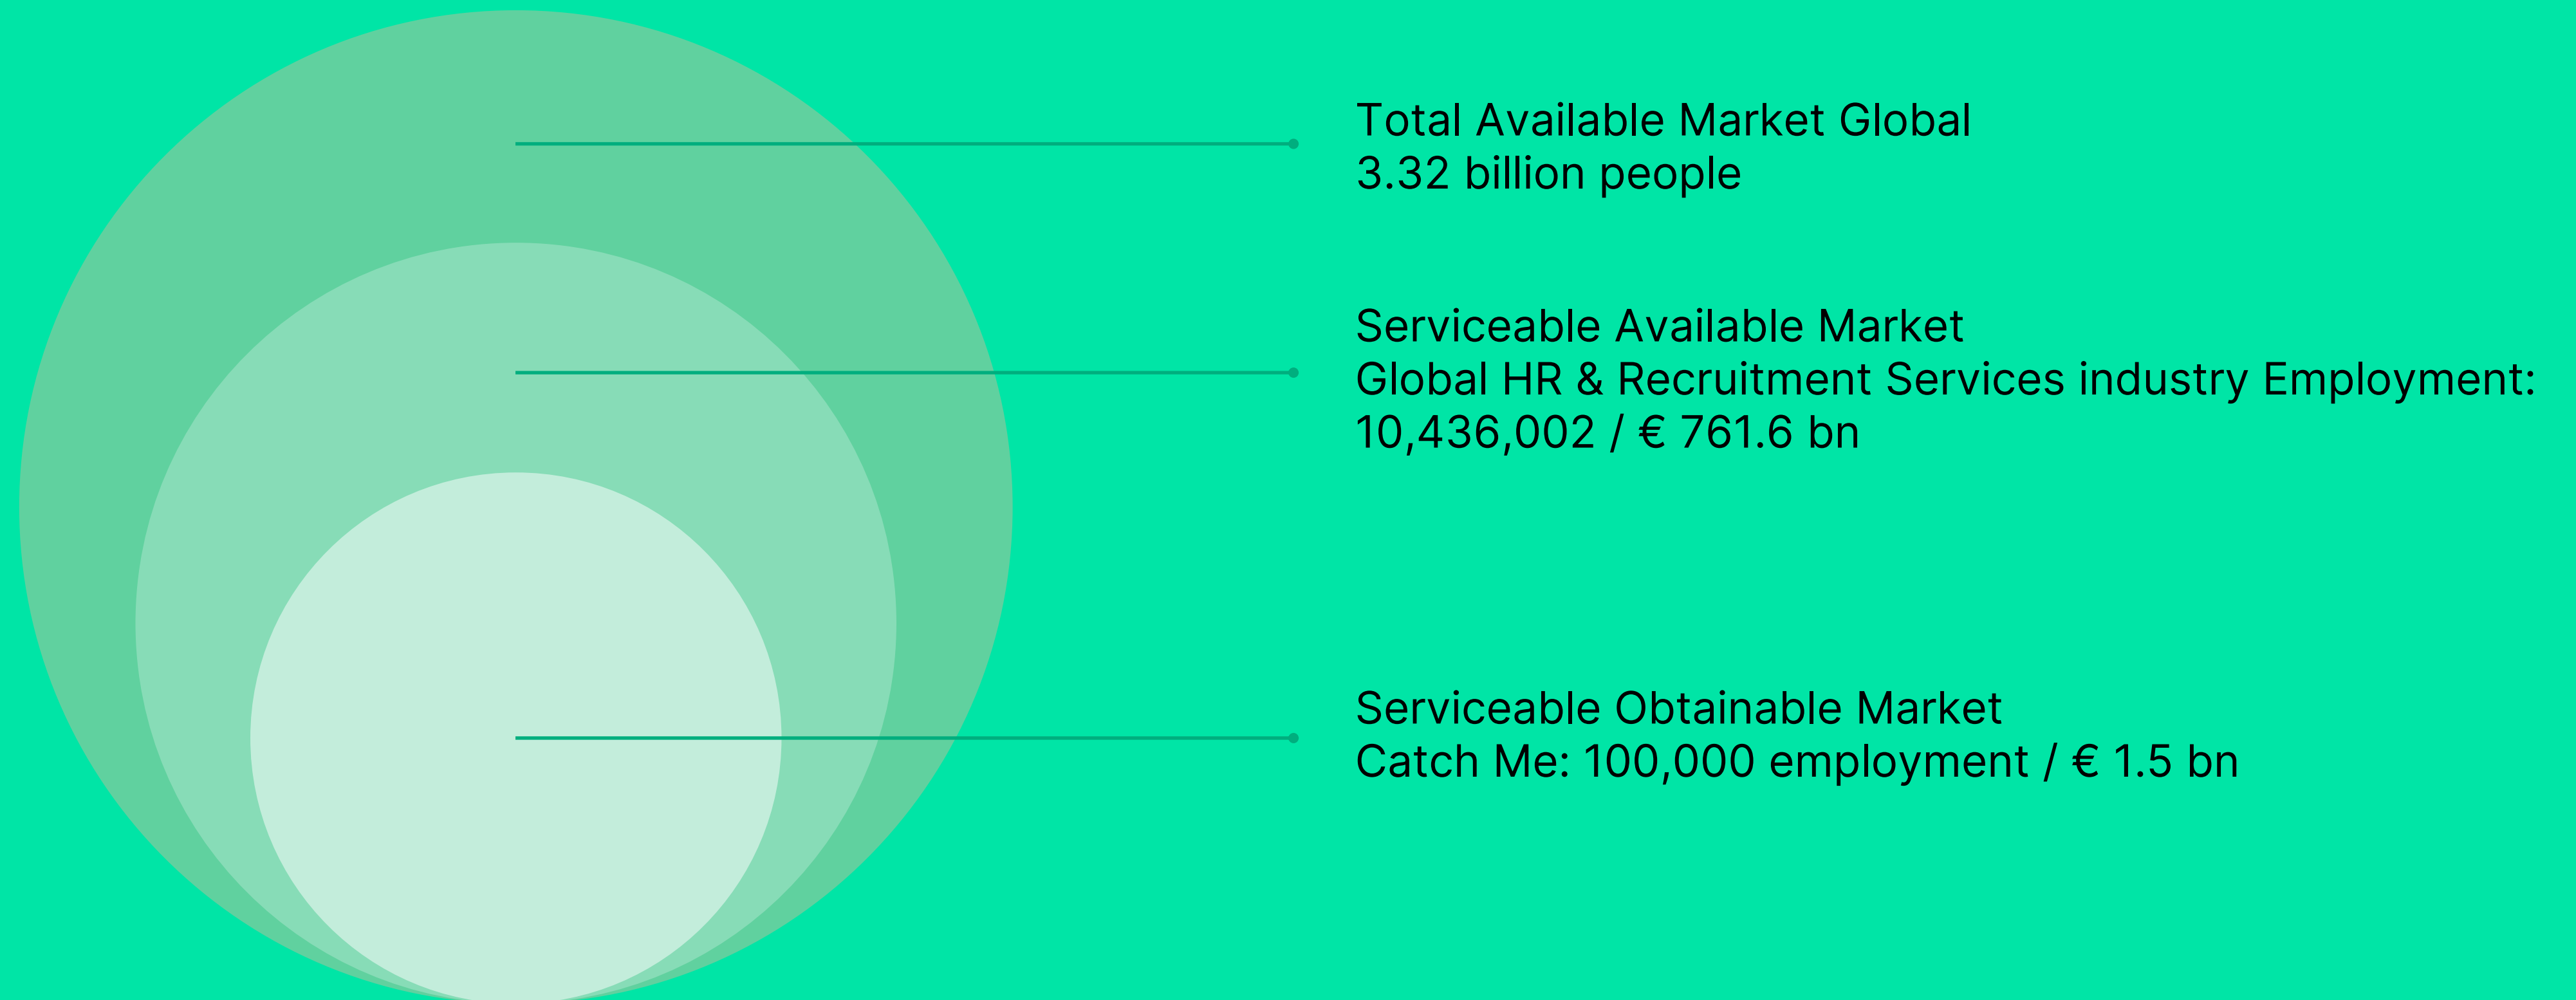 Total Available Market Global
3.32 billion people
Serviceable Available Market
Global HR & Recruitment Services industry Employment:
10,436,002 / € 761.6 bn
Serviceable Obtainable Market
Catch Me: 100,000 employment / € 1.5 bn